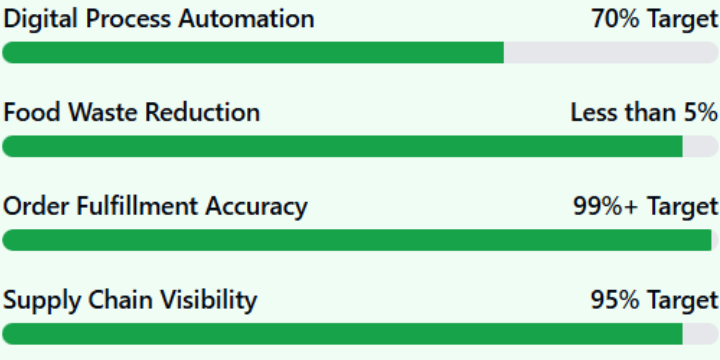 Digital Process Automation 70% Target
Food Waste Reduction Less than 5%
Order Fulfillment Accuracy 99%+ Target
Supply Chain Visibility 95% Target